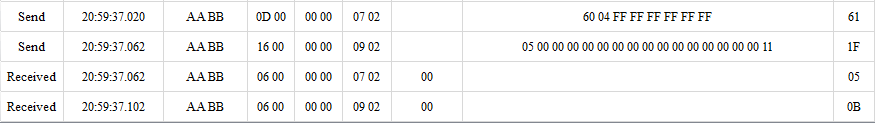 Send 20:59:37.020 AA BB 0D 00 00 00 07 02 60 04 FF FF FF FF FF FF 61
Send 20:59:37.062 AA BB 16 00 00 00 09 02 05 00 00 00 00 00 00 00 00 00 00 00 00 00 00 00 11 1F
Received 20:59:37.062 AA BB 06 00 00 00 07 02 00 05
Received 20:59:37.102 AA BB 06 00 00 00 09 02 00 0B